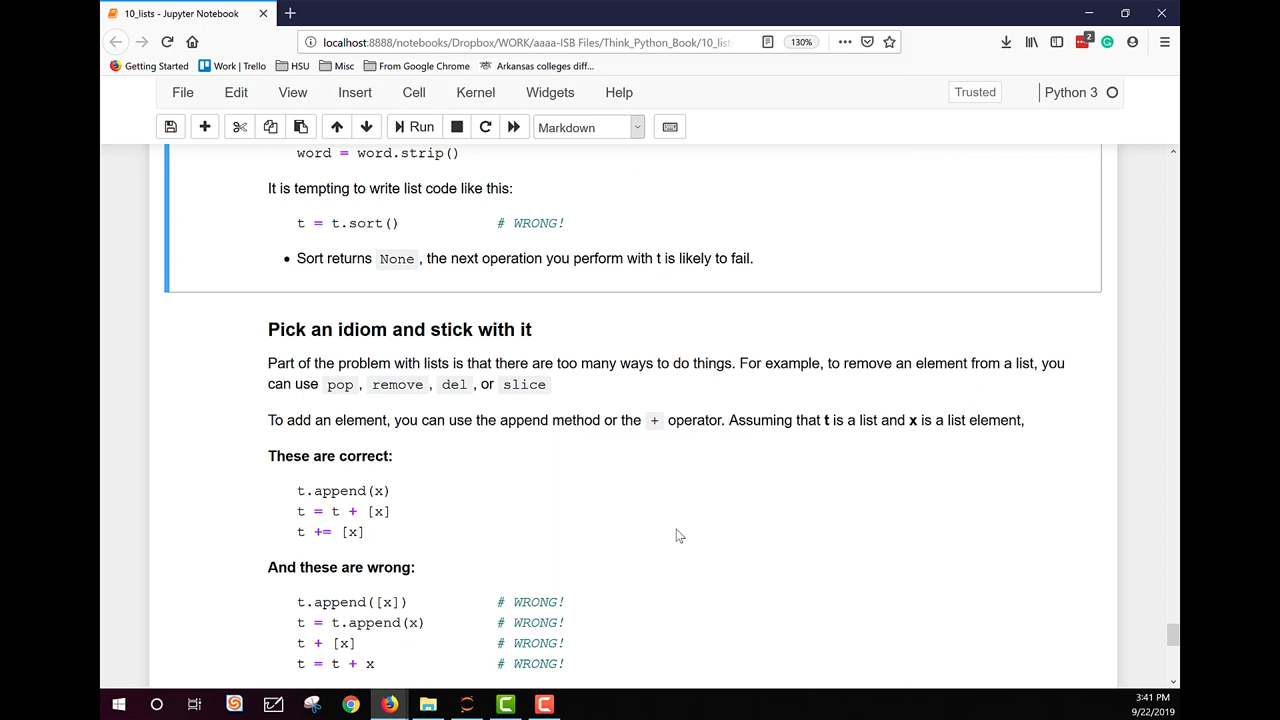 10_lists - Jupyter Notebook
localhost:8888/notebooks/Dropbox/WORK/aaaa-ISB Files/Think_Python_Book/10_lists
130%
Getting Started Work | Trello HSU Misc From Google Chrome Arkansas colleges diff...
File Edit View Insert Cell Kernel Widgets Help Trusted Python 3
Run Markdown
word = word.strip()
It is tempting to write list code like this:
t = t.sort() # WRONG!
• Sort returns None , the next operation you perform with t is likely to fail.
Pick an idiom and stick with it
Part of the problem with lists is that there are too many ways to do things. For example, to remove an element from a list, you
can use pop , remove , del , or slice
To add an element, you can use the append method or the + operator. Assuming that t is a list and x is a list element,
These are correct:
t.append(x)
t = t + [x]
t += [x]
And these are wrong:
t.append([x]) # WRONG!
t = t.append(x) # WRONG!
t + [x] # WRONG!
t = t + x # WRONG!
2
3:41 PM
9/22/2019